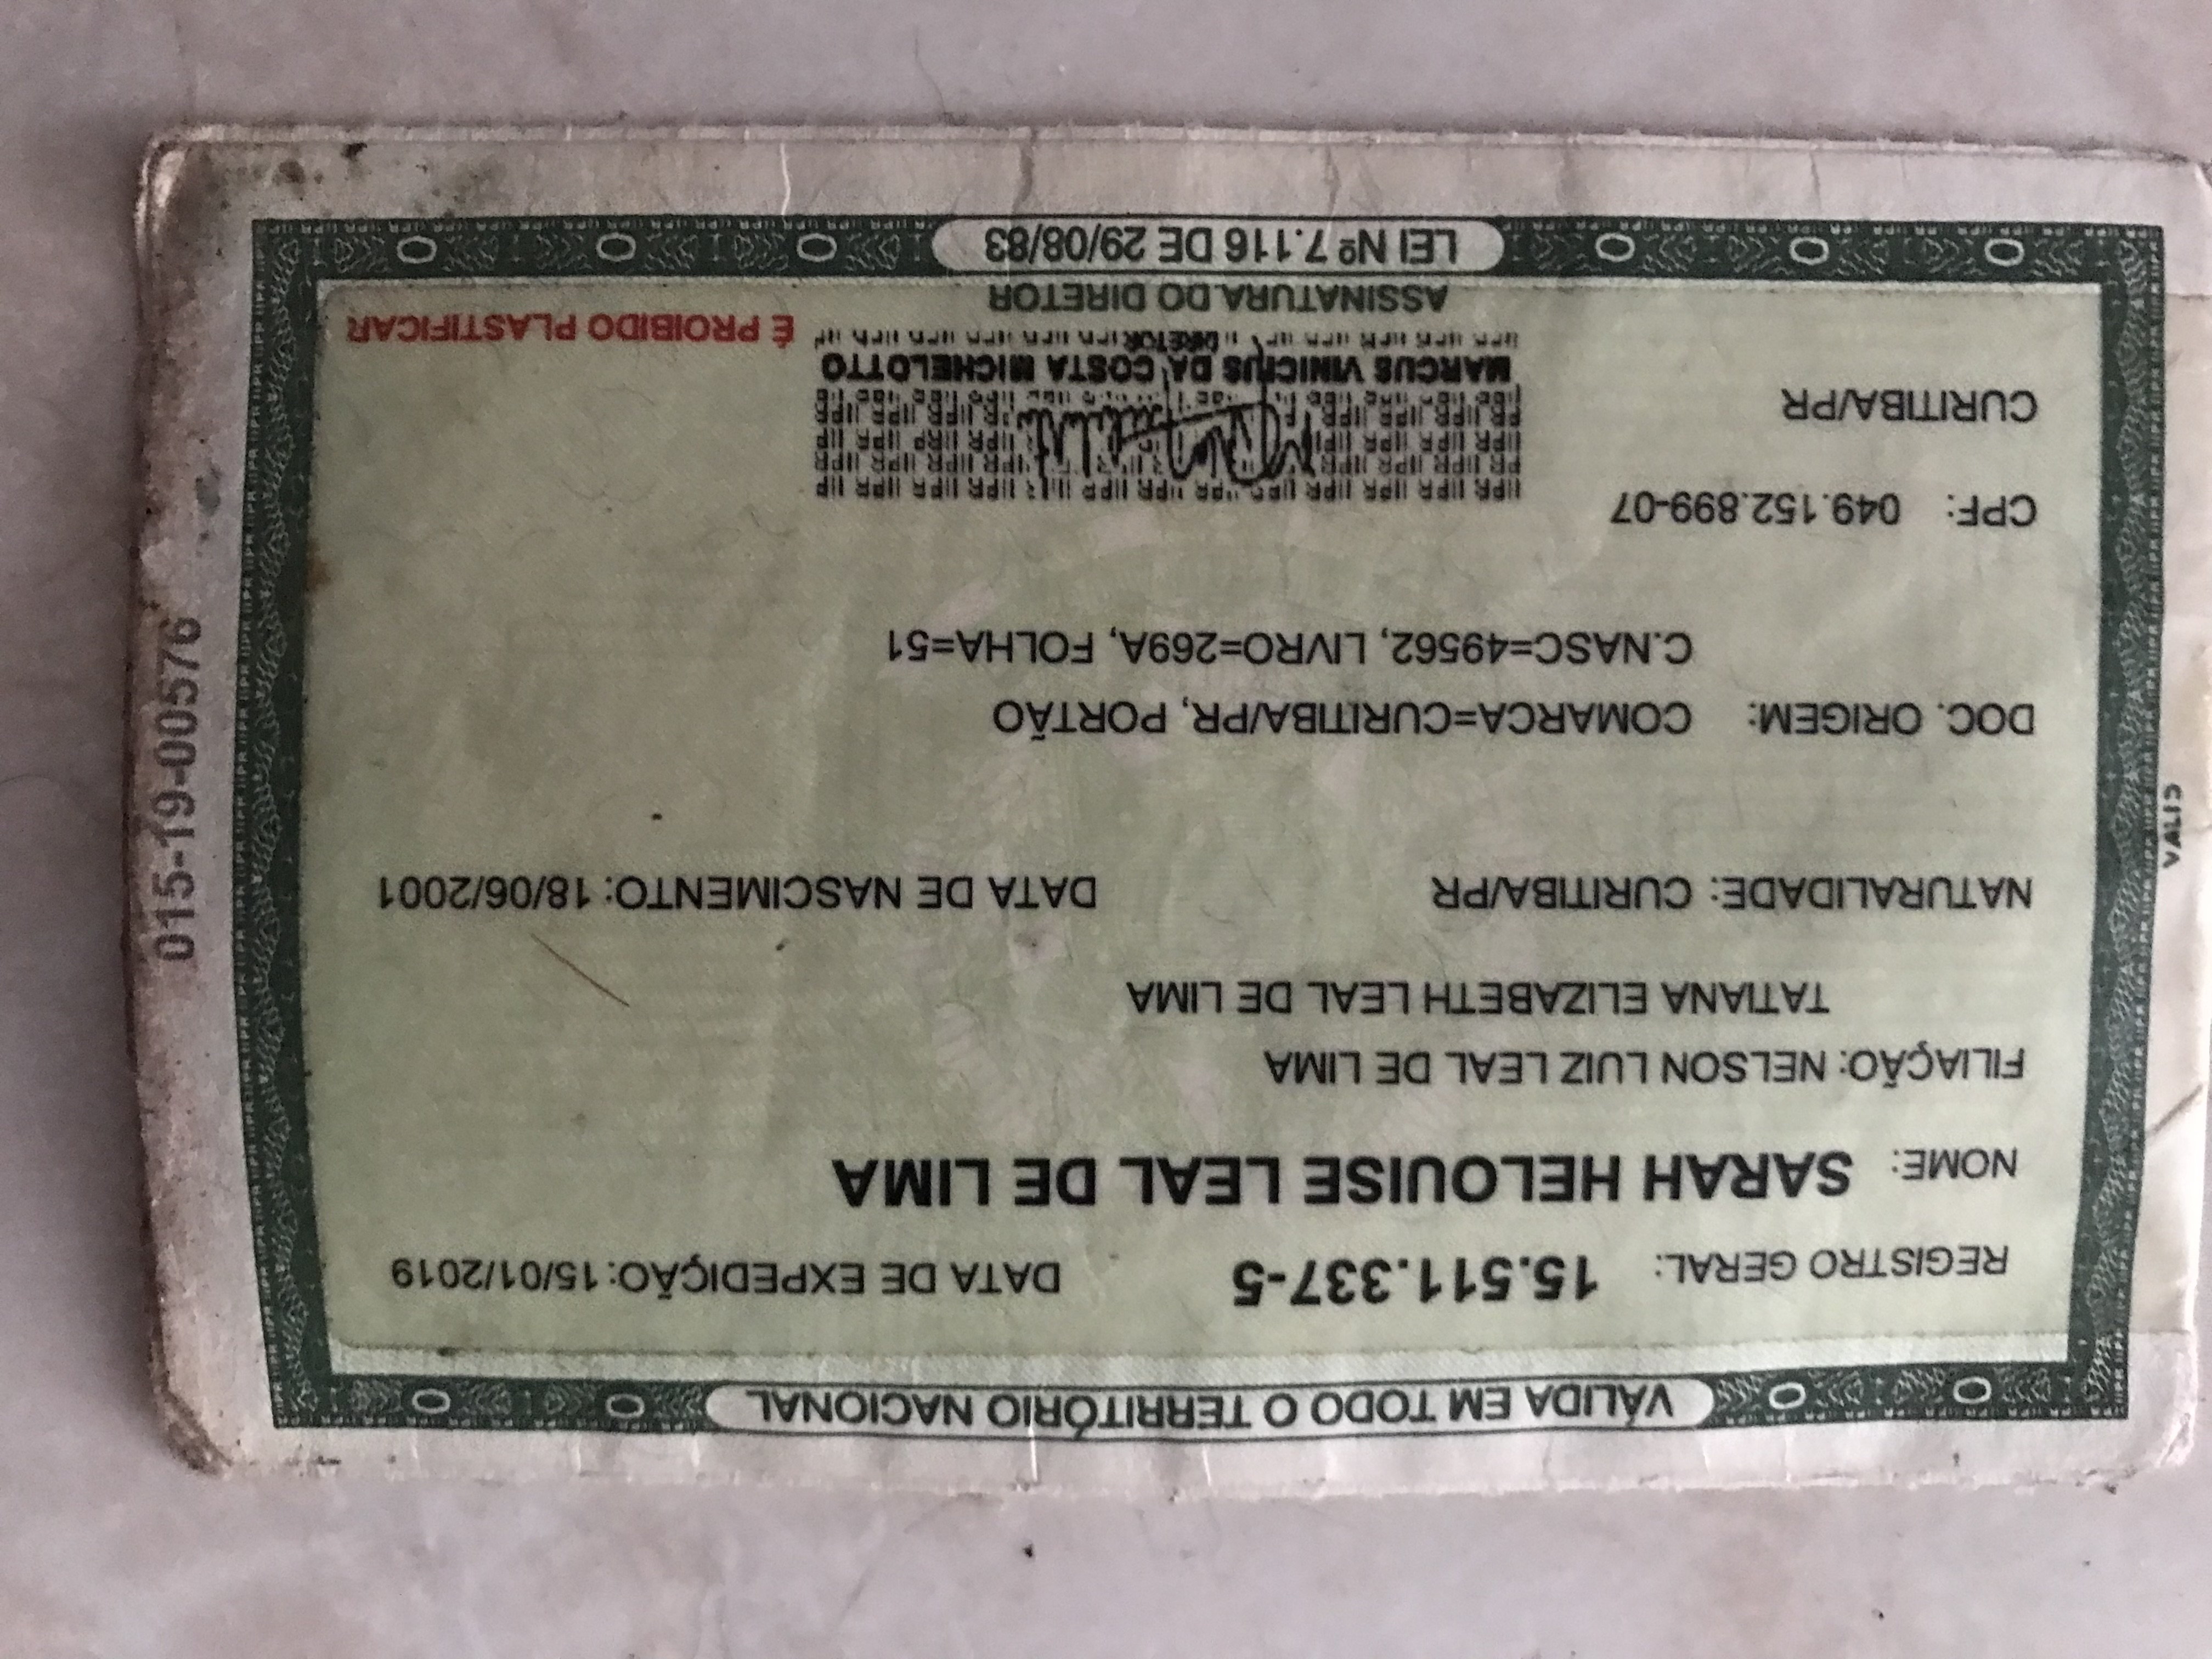 VÁLIDA EM TODO O TERRITÓRIO NACIONAL
REGISTRO GERAL: 15.511.337-5 DATA DE EXPEDIÇÃO: 15/01/2019
NOME: SARAH HELOUISE LEAL DE LIMA
FILIAÇÃO: NELSON LUIZ LEAL DE LIMA
TATIANA ELIZABETH LEAL DE LIMA
NATURALIDADE: CURITIBA/PR DATA DE NASCIMENTO: 18/06/2001
DOC. ORIGEM: COMARCA=CURITIBA/PR, PORTÃO
C.NASC=49562, LIVRO=269A, FOLHA=51
CPF: 049.152.899-07
CURITIBA/PR
MARCUS VINICIUS DA COSTA MICHELOTTO
DIRETOR
ASSINATURA DO DIRETOR
É PROIBIDO PLASTIFICAR
LEI Nº 7.116 DE 29/08/83
015-19-00576
VALID